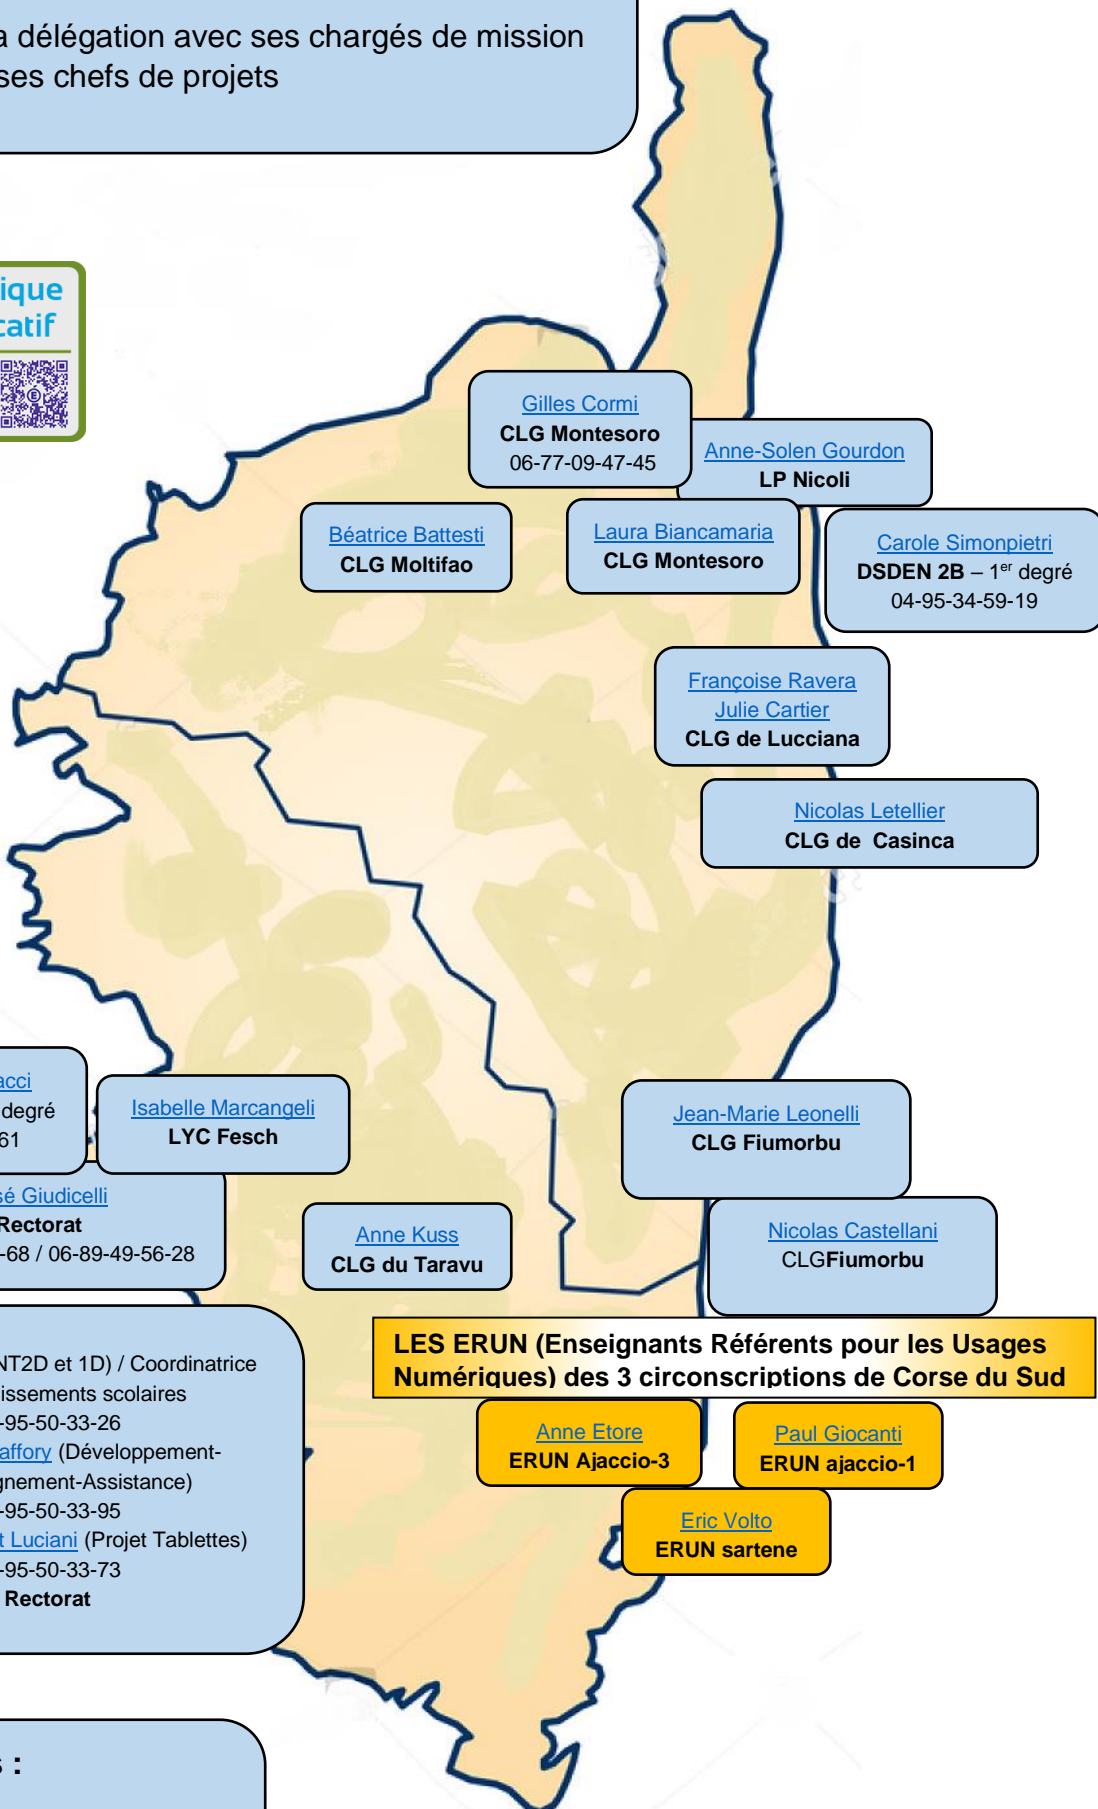 a délégation avec ses chargés de mission
ses chefs de projets
ique
catif
Gilles Cormi
CLG Montesoro
06-77-09-47-45
Anne-Solen Gourdon
LP Nicoli
Béatrice Battesti
CLG Moltifao
Laura Biancamaria
CLG Montesoro
Carole Simonpietri
DSDEN 2B – 1er degré
04-95-34-59-19
Françoise Ravera
Julie Cartier
CLG de Lucciana
Nicolas Letellier
CLG de Casinca
acci
degré
61
Isabelle Marcangeli
LYC Fesch
sé Giudicelli
Rectorat
-68 / 06-89-49-56-28
Anne Kuss
CLG du Taravu
Jean-Marie Leonelli
CLG Fiumorbu
Nicolas Castellani
CLGFiumorbu
NT2D et 1D) / Coordinatrice
lissements scolaires
-95-50-33-26
affory (Développement-
gnement-Assistance)
-95-50-33-95
t Luciani (Projet Tablettes)
-95-50-33-73
Rectorat
LES ERUN (Enseignants Référents pour les Usages
Numériques) des 3 circonscriptions de Corse du Sud
Anne Etore
ERUN Ajaccio-3
Paul Giocanti
ERUN ajaccio-1
Eric Volto
ERUN sartene
s :